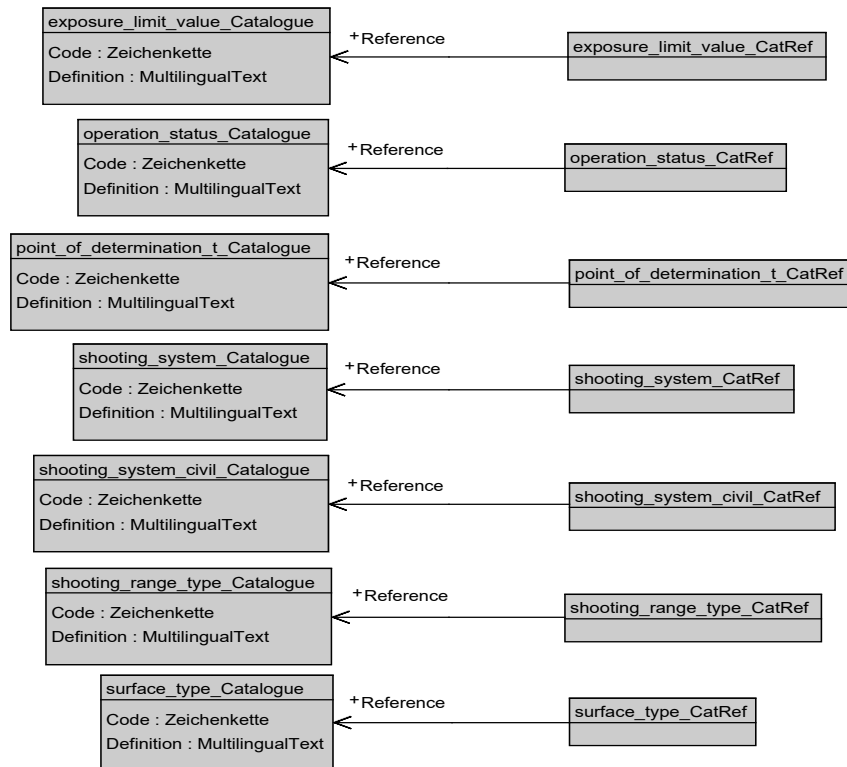 exposure_limit_value_Catalogue
Code : Zeichenkette
Definition : MultilingualText
+Reference
exposure_limit_value_CatRef
operation_status_Catalogue
Code : Zeichenkette
Definition : MultilingualText
+Reference
operation_status_CatRef
point_of_determination_t_Catalogue
Code : Zeichenkette
Definition : MultilingualText
+Reference
point_of_determination_t_CatRef
shooting_system_Catalogue
Code : Zeichenkette
Definition : MultilingualText
+Reference
shooting_system_CatRef
shooting_system_civil_Catalogue
Code : Zeichenkette
Definition : MultilingualText
+Reference
shooting_system_civil_CatRef
shooting_range_type_Catalogue
Code : Zeichenkette
Definition : MultilingualText
+Reference
shooting_range_type_CatRef
surface_type_Catalogue
Code : Zeichenkette
Definition : MultilingualText
+Reference
surface_type_CatRef